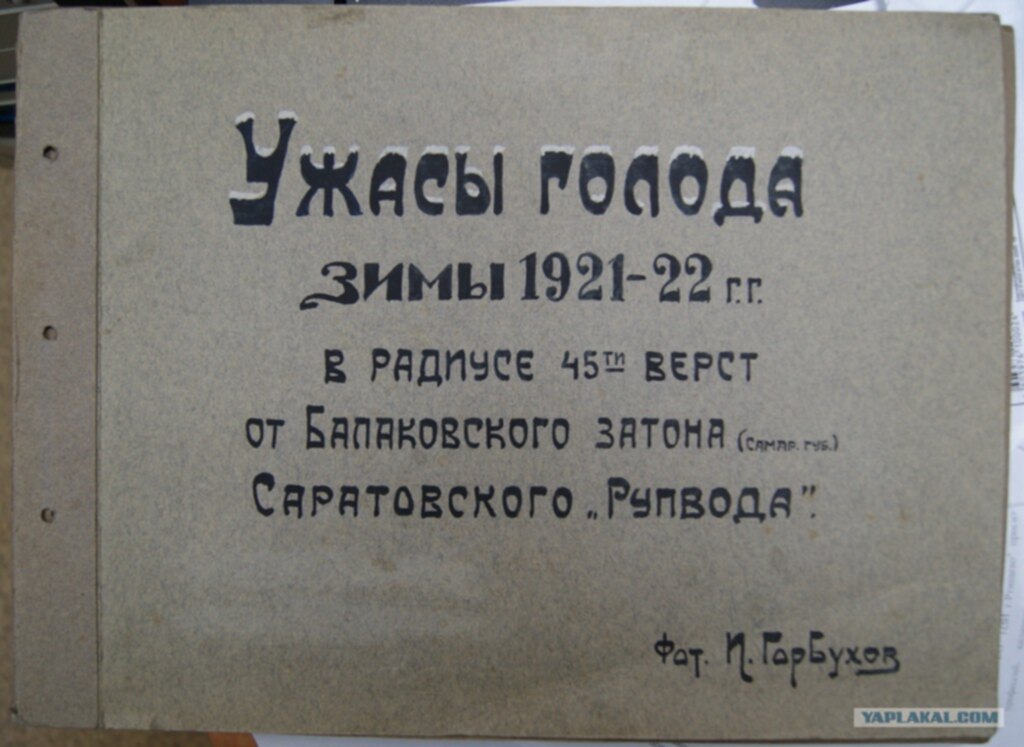 Ужасы голода
зимы 1921-22 г.г.
в радиусе 45ти верст
от Балаковского затона (Самар. губ.)
Саратовского „Рупвода”.
Фот. И. Горбухов
YAPLAKAL.COM